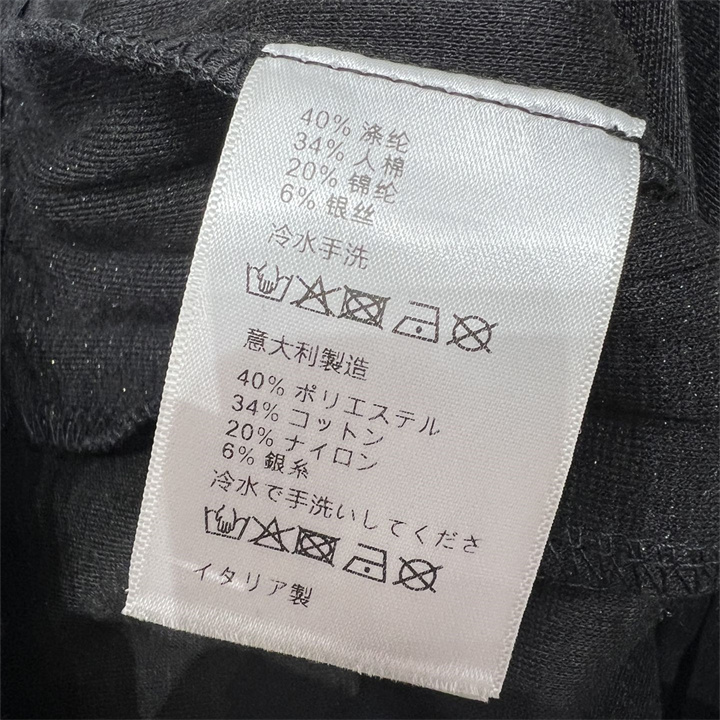 40% 涤纶
34% 人棉
20% 锦纶
6% 银丝
冷水手洗
意大利製造
40% ポリエステル
34% コットン
20% ナイロン
6% 銀糸
冷水で手洗いしてくださ
イタリア製